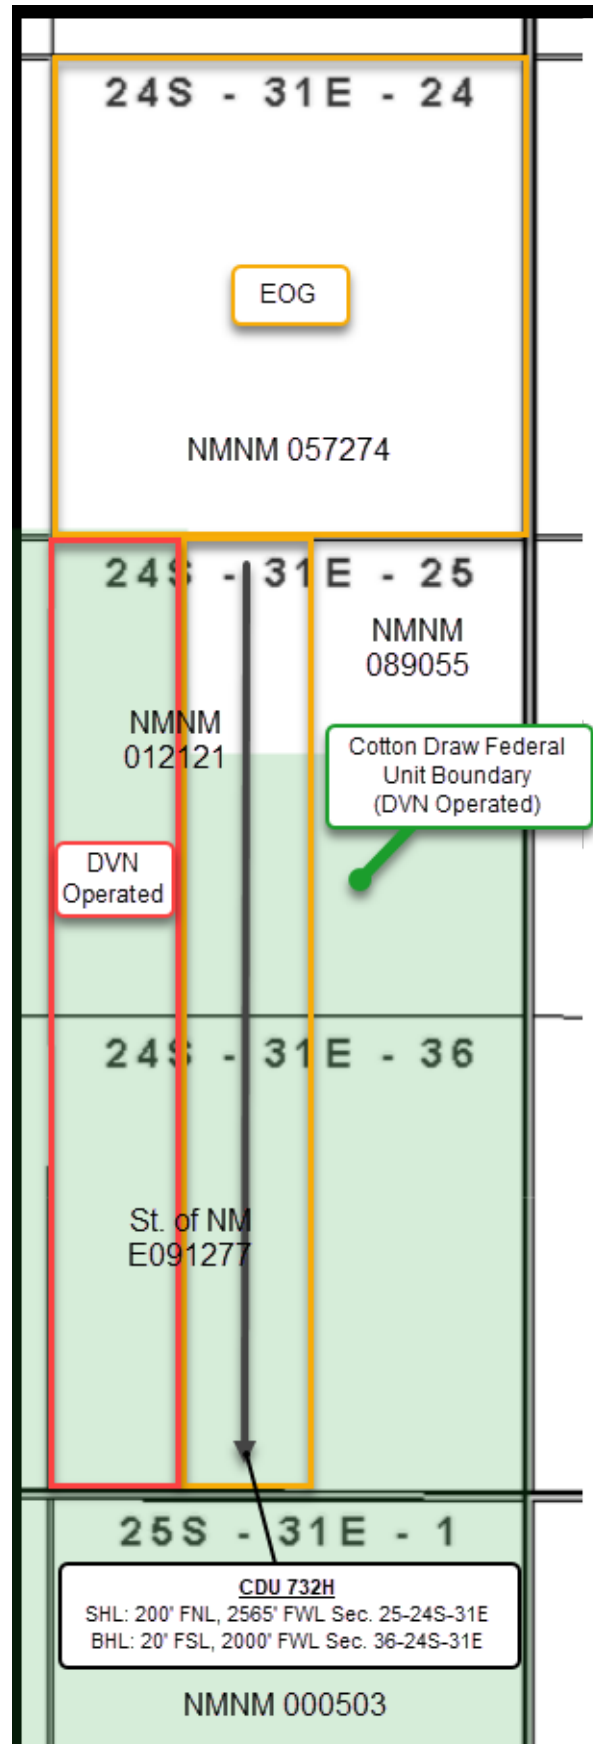 24S - 31E - 24
EOG
NMNM 057274
24S - 31E - 25
NMNM
089055
NMNM
012121
Cotton Draw Federal
Unit Boundary
(DVN Operated)
DVN
Operated
24S - 31E - 36
St. of NM
E091277
25S - 31E - 1
CDU 732H
SHL: 200' FNL, 2565' FWL Sec. 25-24S-31E
BHL: 20' FSL, 2000' FWL Sec. 36-24S-31E
NMNM 000503